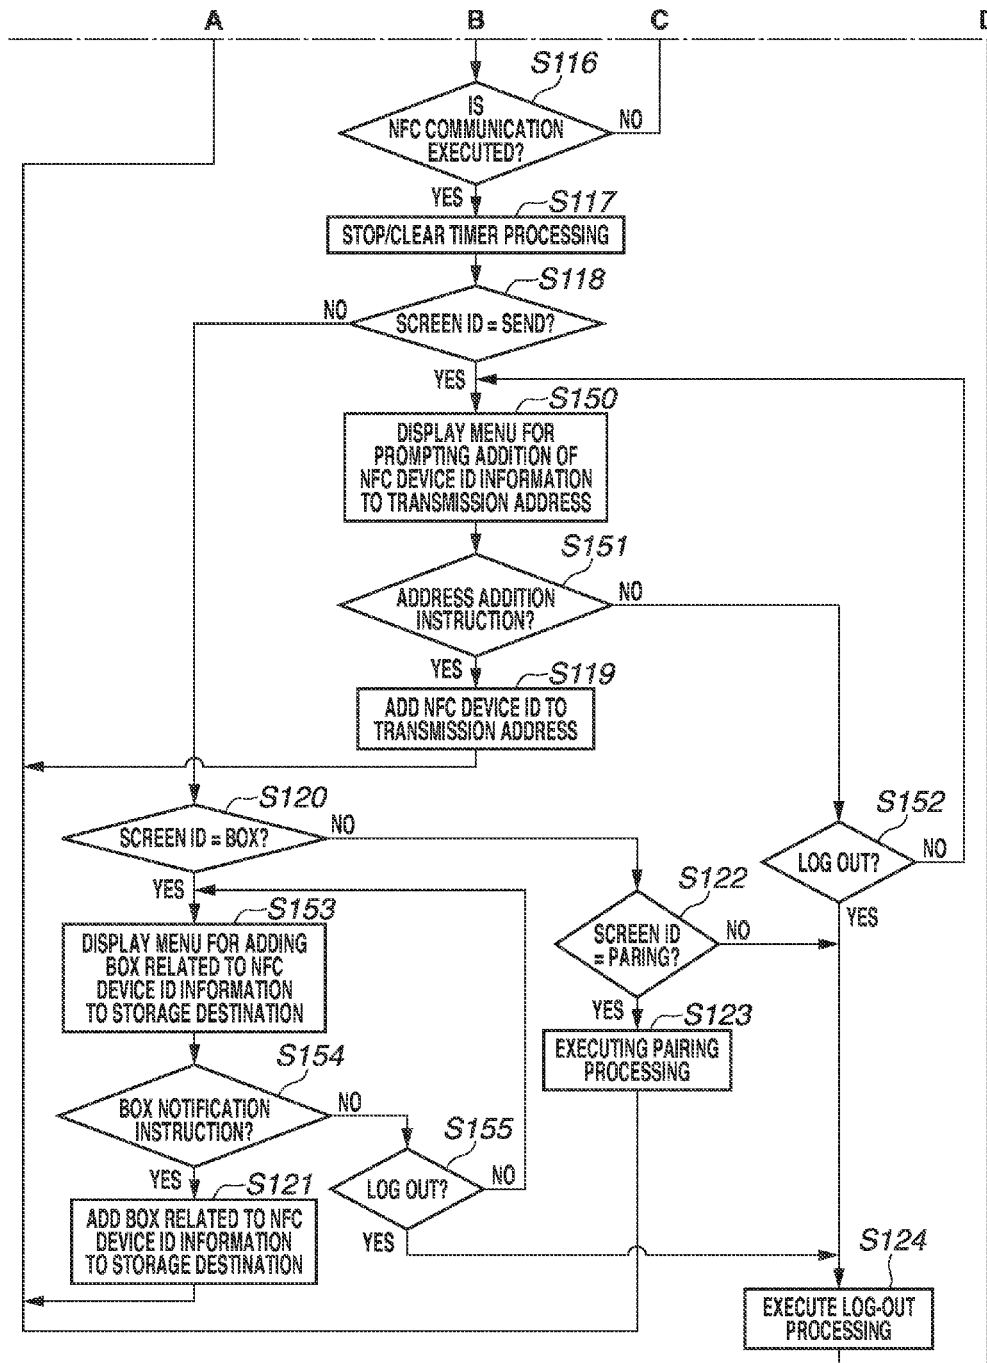 A
B
C
D
S116
IS
NFC COMMUNICATION
EXECUTED?
NO
YES
S117
STOP/CLEAR TIMER PROCESSING
S118
NO
SCREEN ID = SEND?
YES
S150
DISPLAY MENU FOR
PROMPTING ADDITION OF
NFC DEVICE ID INFORMATION
TO TRANSMISSION ADDRESS
S151
ADDRESS ADDITION
INSTRUCTION?
NO
YES
S119
ADD NFC DEVICE ID TO
TRANSMISSION ADDRESS
S120
SCREEN ID = BOX?
NO
YES
S152
LOG OUT?
NO
YES
S122
SCREEN ID
= PARING?
NO
YES
S153
DISPLAY MENU FOR ADDING
BOX RELATED TO NFC
DEVICE ID INFORMATION
TO STORAGE DESTINATION
S123
EXECUTING PAIRING
PROCESSING
S154
BOX NOTIFICATION
INSTRUCTION?
NO
YES
S155
LOG OUT?
NO
YES
S121
ADD BOX RELATED TO NFC
DEVICE ID INFORMATION
TO STORAGE DESTINATION
S124
EXECUTE LOG-OUT
PROCESSING